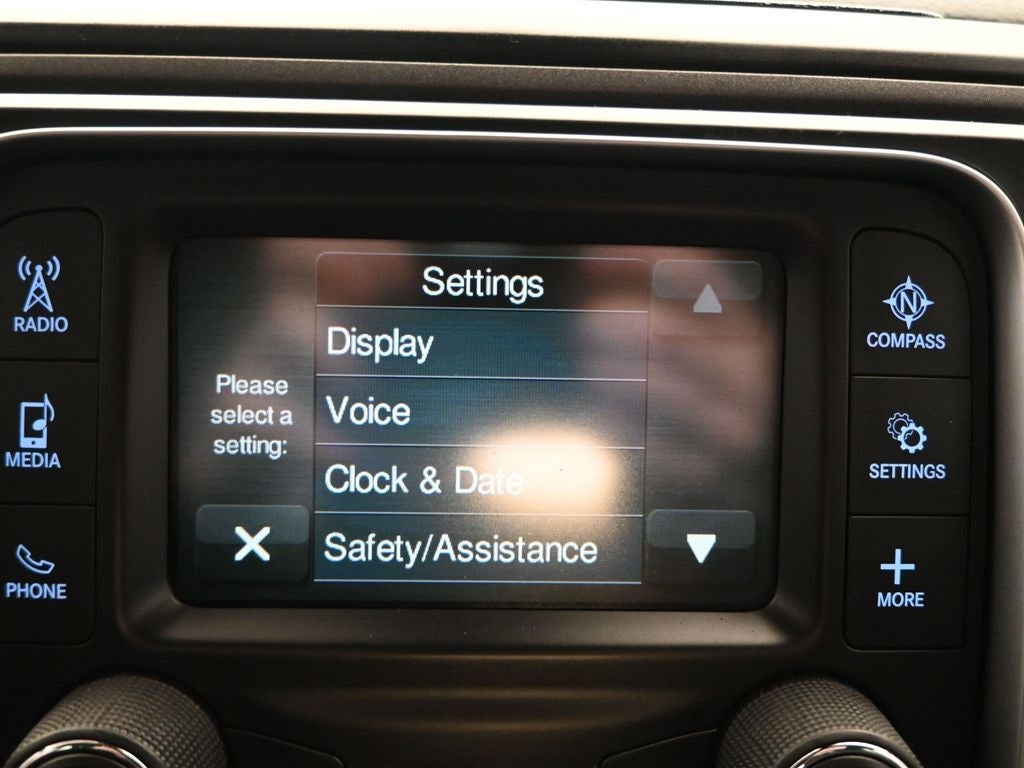 Settings
Display
Voice
Clock & Date
Safety/Assistance
Please
select a
setting:
RADIO
MEDIA
PHONE
N
COMPASS
SETTINGS
MORE